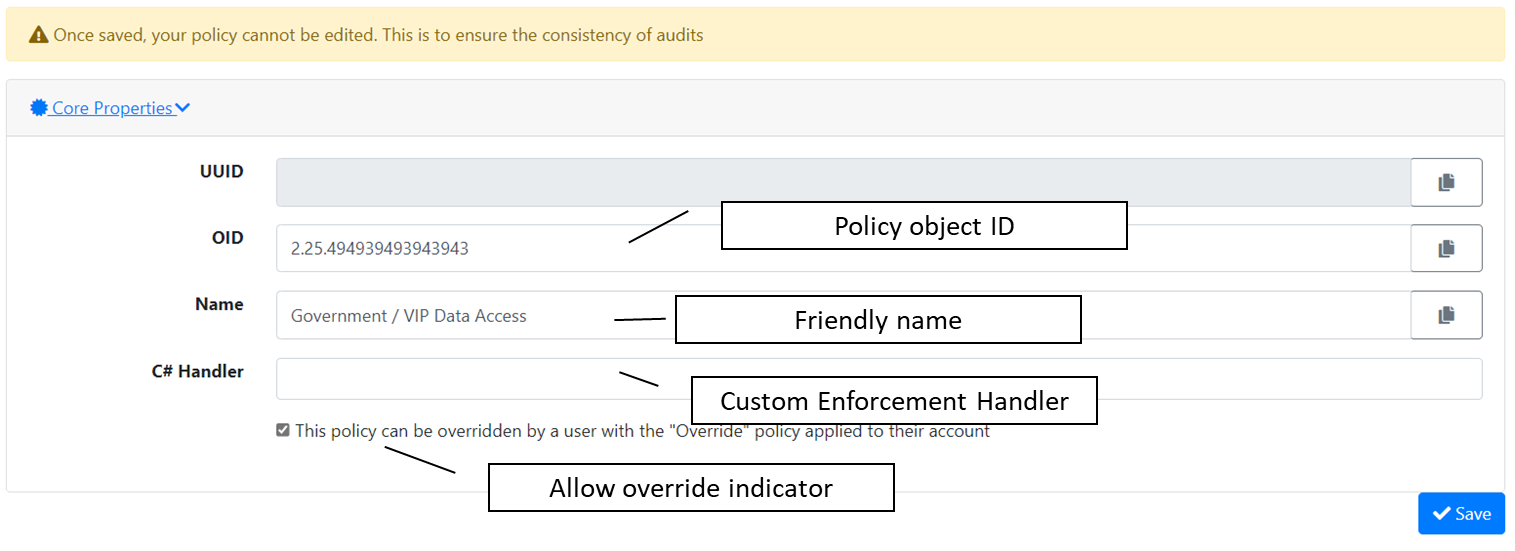 Once saved, your policy cannot be edited. This is to ensure the consistency of audits
Core Properties
UUID
Policy object ID
OID
2.25.494939493943943
Name
Government / VIP Data Access
Friendly name
C# Handler
Custom Enforcement Handler
This policy can be overridden by a user with the "Override" policy applied to their account
Allow override indicator
Save